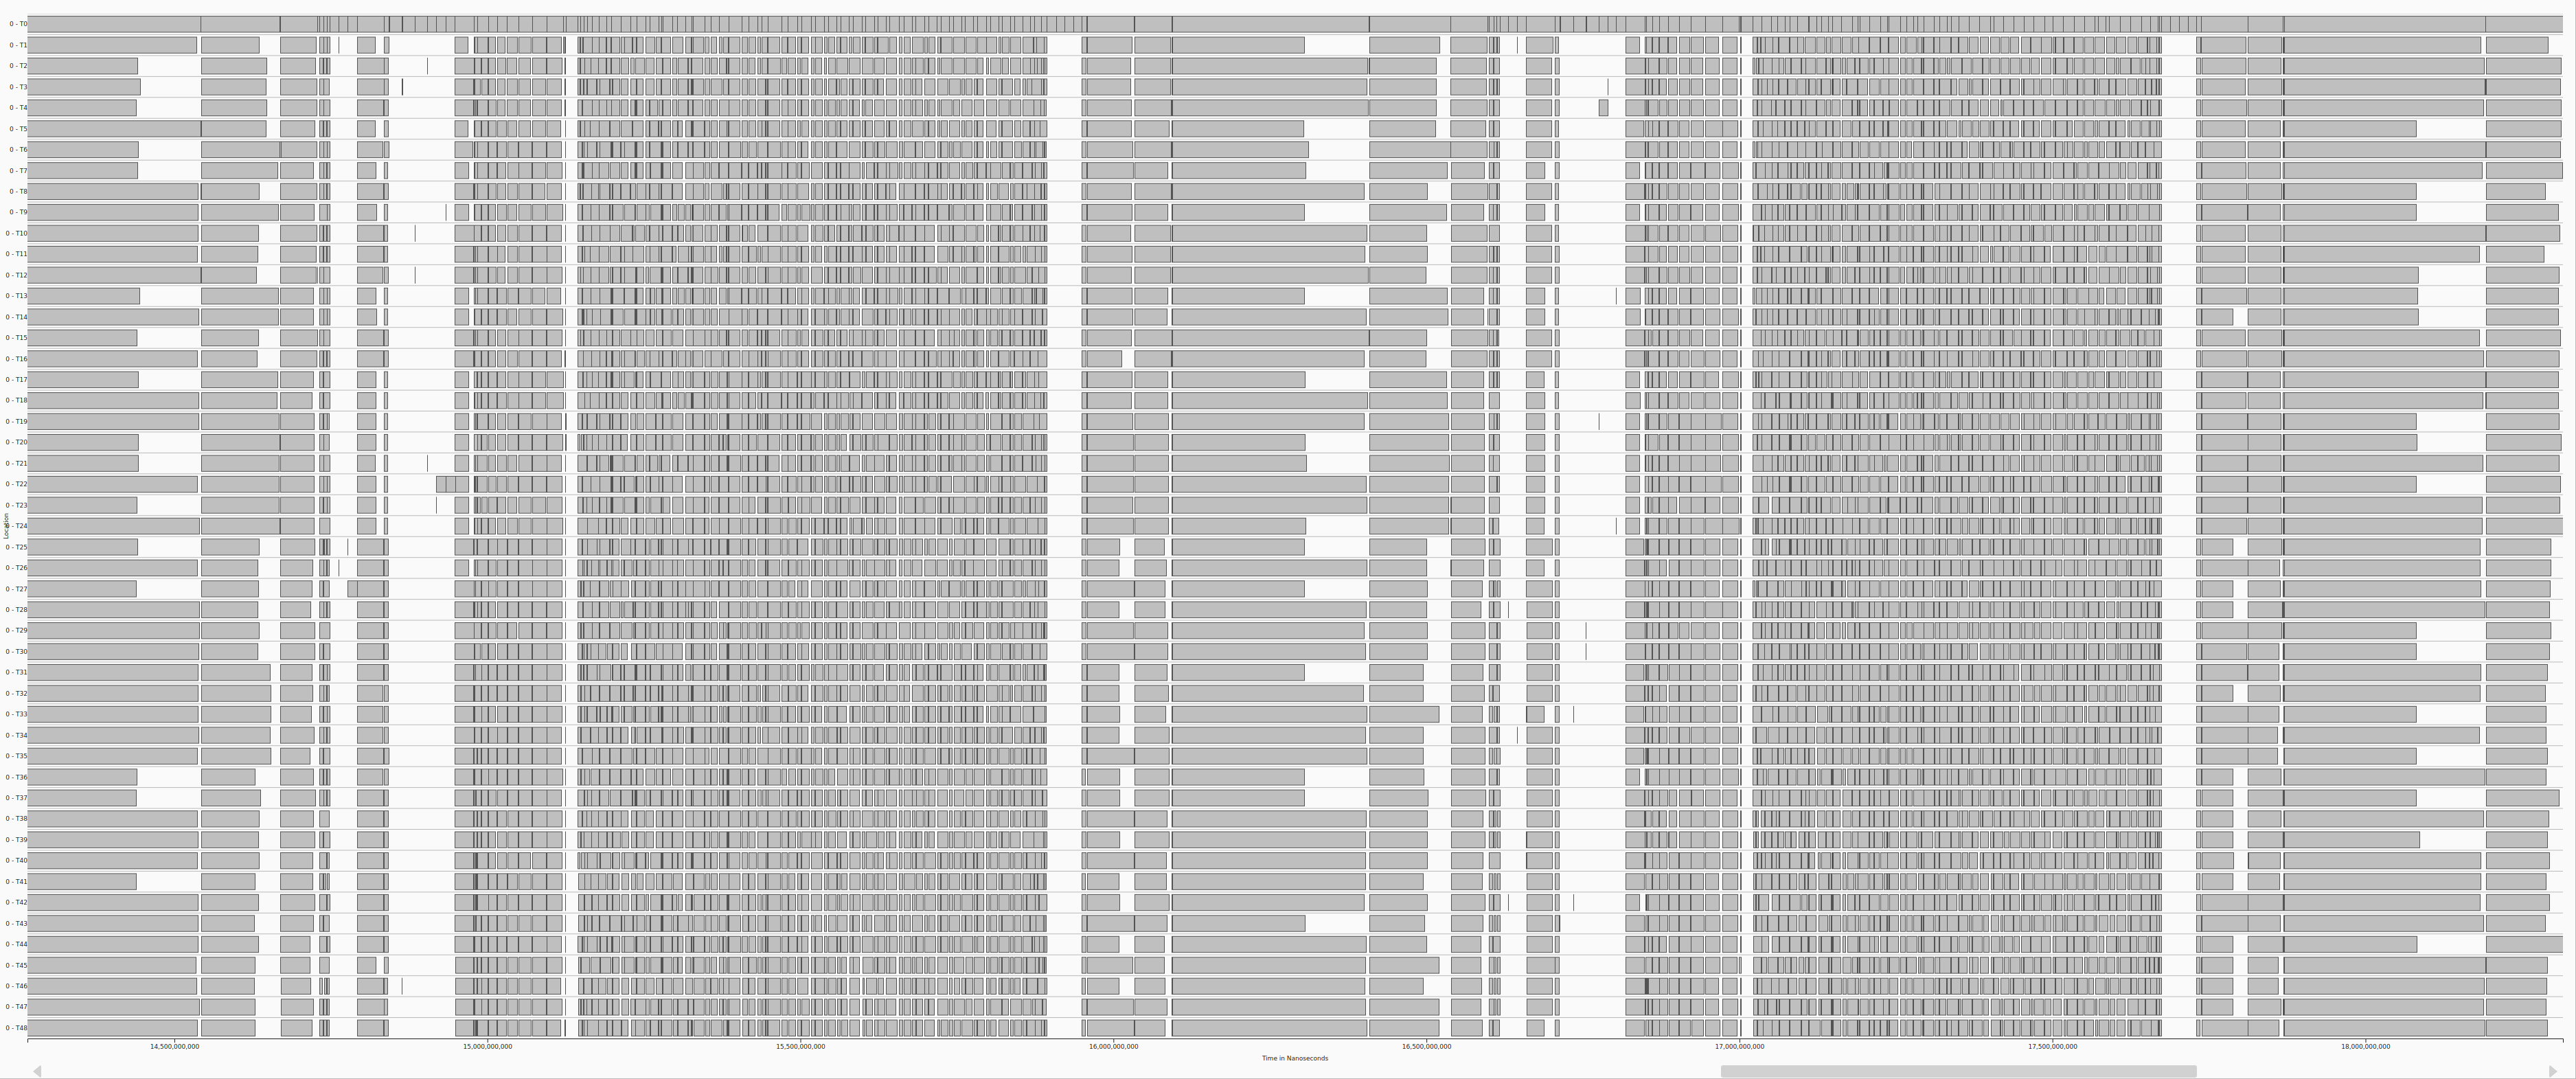 0 - T0
0 - T1
0 - T2
0 - T3
0 - T4
0 - T5
0 - T6
0 - T7
0 - T8
0 - T9
0 - T10
0 - T11
0 - T12
0 - T13
0 - T14
0 - T15
0 - T16
0 - T17
0 - T18
0 - T19
0 - T20
0 - T21
0 - T22
0 - T23
0 - T24
Location
0 - T25
0 - T26
0 - T27
0 - T28
0 - T29
0 - T30
0 - T31
0 - T32
0 - T33
0 - T34
0 - T35
0 - T36
0 - T37
0 - T38
0 - T39
0 - T40
0 - T41
0 - T42
0 - T43
0 - T44
0 - T45
0 - T46
0 - T47
0 - T48
14,500,000,000 15,000,000,000 15,500,000,000 16,000,000,000 16,500,000,000 17,000,000,000 17,500,000,000 18,000,000,000
Time in Nanoseconds